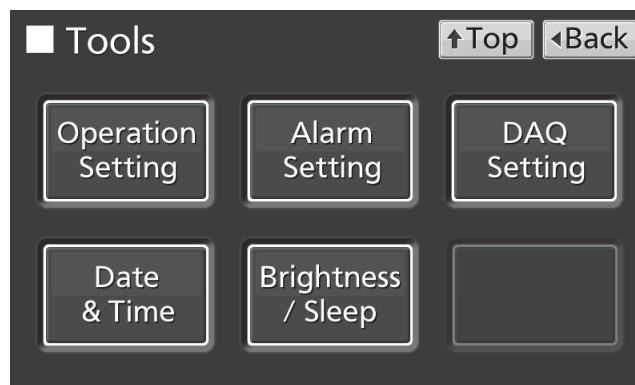 Tools
↑Top ◂Back
Operation
Setting
Alarm
Setting
DAQ
Setting
Date
& Time
Brightness
/ Sleep